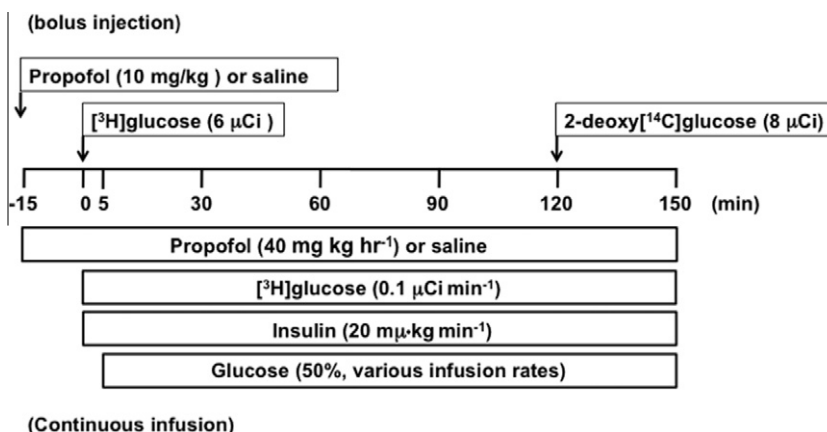 (bolus injection)
Propofol (10 mg/kg ) or saline
[³H]glucose (6 μCi )
2-deoxy[¹⁴C]glucose (8 μCi)
-15 0 5 30 60 90 120 150 (min)
Propofol (40 mg kg hr⁻¹) or saline
[³H]glucose (0.1 μCi min⁻¹)
Insulin (20 mμ·kg min⁻¹)
Glucose (50%, various infusion rates)
(Continuous infusion)